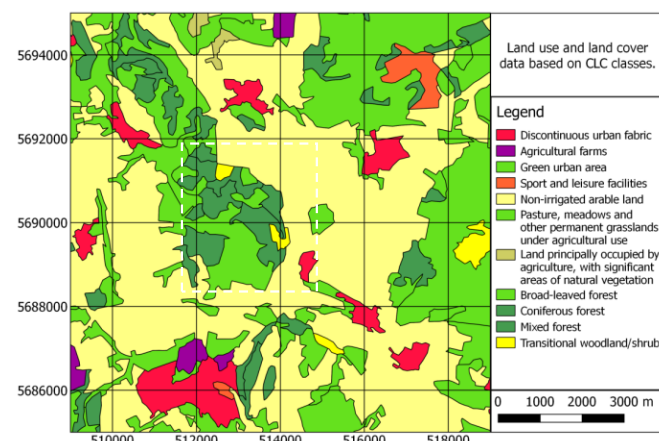 Land use and land cover
data based on CLC classes.
Legend
Discontinuous urban fabric
Agricultural farms
Green urban area
Sport and leisure facilities
Non-irrigated arable land
Pasture, meadows and
other permanent grasslands
under agricultural use
Land principally occupied by
agriculture, with significant
areas of natural vegetation
Broad-leaved forest
Coniferous forest
Mixed forest
Transitional woodland/shrub
0 1000 2000 3000 m
5694000
5692000
5690000
5688000
5686000
510000 512000 514000 516000 518000